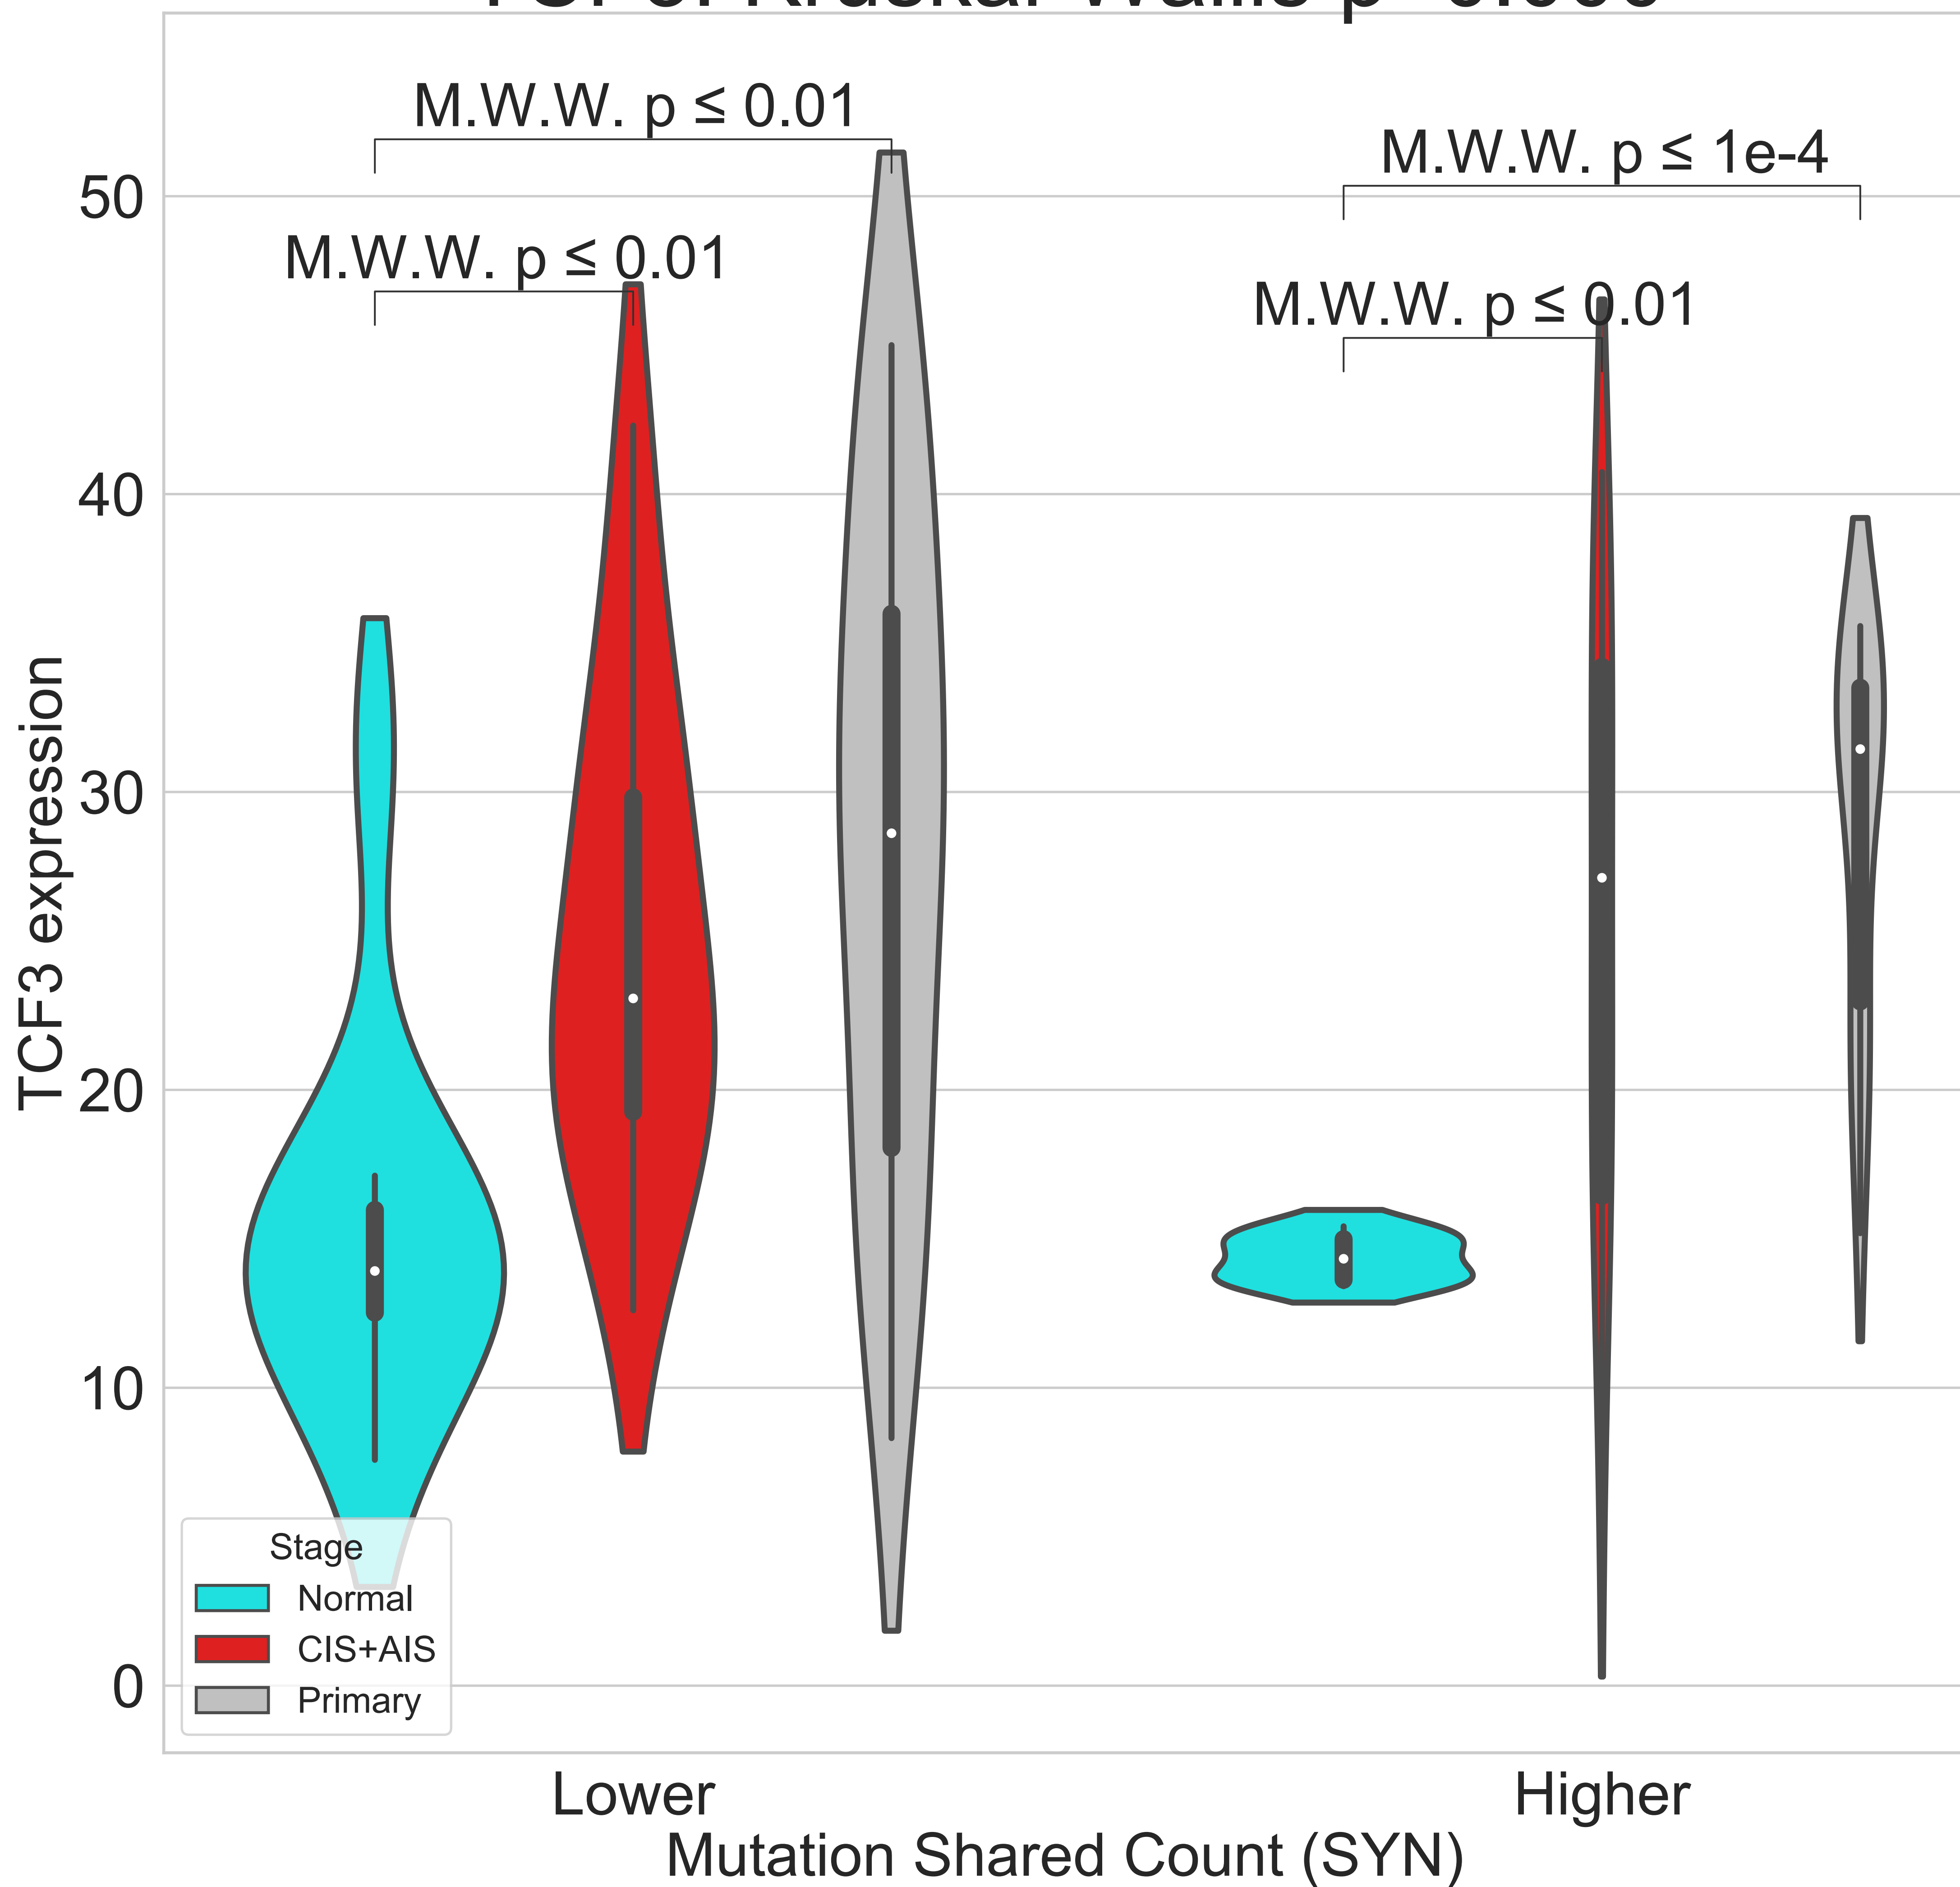 M.W.W. p ≤ 0.01
M.W.W. p ≤ 1e-4
M.W.W. p ≤ 0.01
M.W.W. p ≤ 0.01
50
40
30
20
10
0
TCF3 expression
Stage
Normal
CIS+AIS
Primary
Lower
Higher
Mutation Shared Count (SYN)